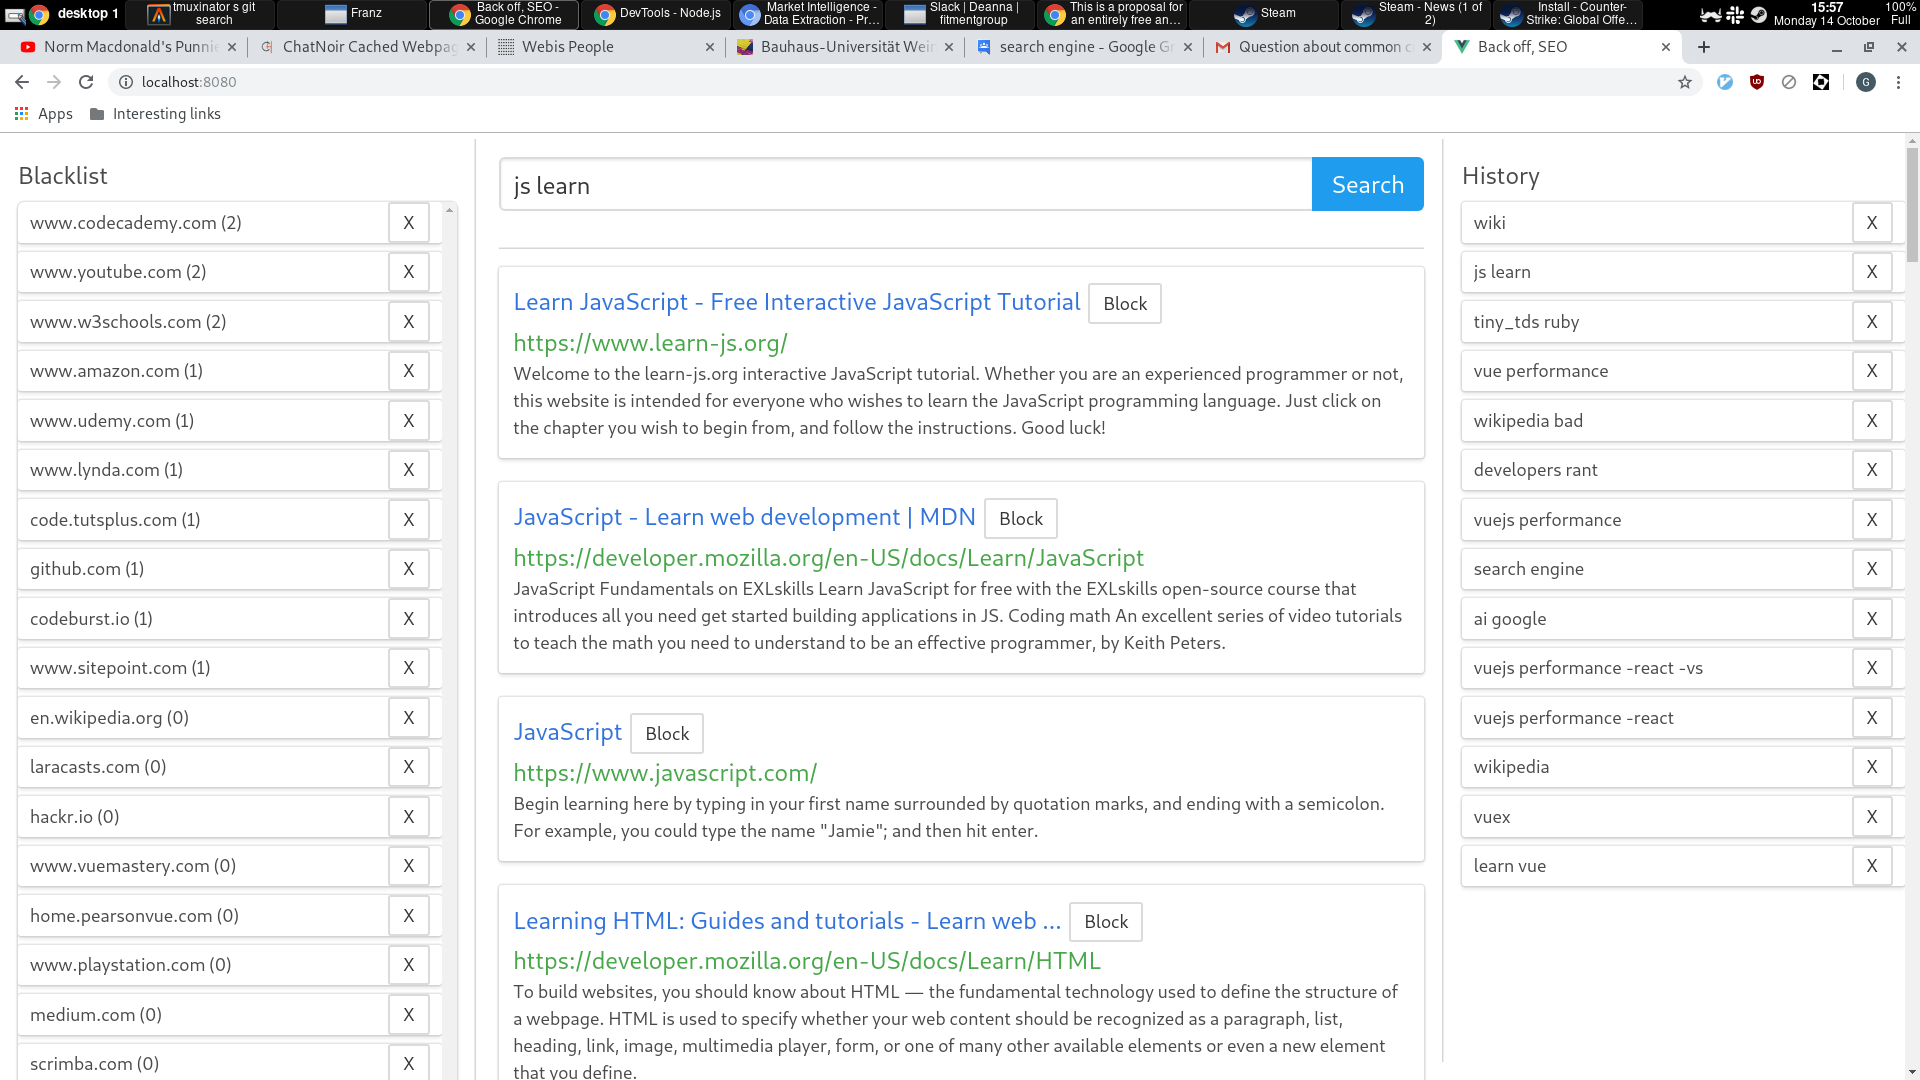 desktop 1
tmuxinator s git
search
Franz
Back off, SEO -
Google Chrome
DevTools - Node.js
Market Intelligence -
Data Extraction - Pr...
Slack | Deanna |
fitmentgroup
This is a proposal for
an entirely free an...
Steam
Steam - News (1 of
2)
Install - Counter-
Strike: Global Offe...
15:57
Monday 14 October
100%
Full
Norm Macdonald's Punnie
ChatNoir Cached Webpag
Webis People
Bauhaus-Universität Wei
search engine - Google Gr
Question about common c
Back off, SEO
localhost:8080
G
Apps
Interesting links
Blacklist
www.codecademy.com (2) X
www.youtube.com (2) X
www.w3schools.com (2) X
www.amazon.com (1) X
www.udemy.com (1) X
www.lynda.com (1) X
code.tutsplus.com (1) X
github.com (1) X
codeburst.io (1) X
www.sitepoint.com (1) X
en.wikipedia.org (0) X
laracasts.com (0) X
hackr.io (0) X
www.vuemastery.com (0) X
home.pearsonvue.com (0) X
www.playstation.com (0) X
medium.com (0) X
scrimba.com (0) X
js learn
Search
Learn JavaScript - Free Interactive JavaScript Tutorial Block
https://www.learn-js.org/
Welcome to the learn-js.org interactive JavaScript tutorial. Whether you are an experienced programmer or not,
this website is intended for everyone who wishes to learn the JavaScript programming language. Just click on
the chapter you wish to begin from, and follow the instructions. Good luck!
JavaScript - Learn web development | MDN Block
https://developer.mozilla.org/en-US/docs/Learn/JavaScript
JavaScript Fundamentals on EXLskills Learn JavaScript for free with the EXLskills open-source course that
introduces all you need get started building applications in JS. Coding math An excellent series of video tutorials
to teach the math you need to understand to be an effective programmer, by Keith Peters.
JavaScript Block
https://www.javascript.com/
Begin learning here by typing in your first name surrounded by quotation marks, and ending with a semicolon.
For example, you could type the name "Jamie"; and then hit enter.
Learning HTML: Guides and tutorials - Learn web ... Block
https://developer.mozilla.org/en-US/docs/Learn/HTML
To build websites, you should know about HTML — the fundamental technology used to define the structure of
a webpage. HTML is used to specify whether your web content should be recognized as a paragraph, list,
heading, link, image, multimedia player, form, or one of many other available elements or even a new element
that you define.
History
wiki X
js learn X
tiny_tds ruby X
vue performance X
wikipedia bad X
developers rant X
vuejs performance X
search engine X
ai google X
vuejs performance -react -vs X
vuejs performance -react X
wikipedia X
vuex X
learn vue X